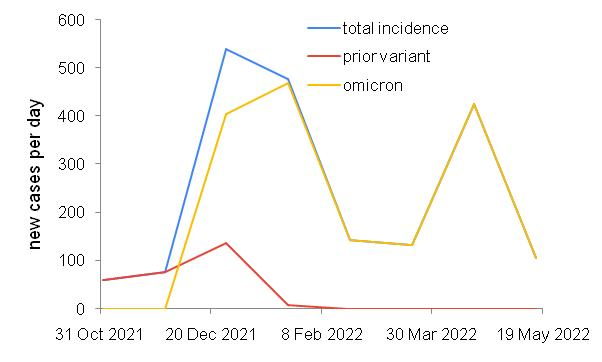 600
total incidence
prior variant
500
omicron
400
300
200
100
0
new cases per day
31 Oct 2021 20 Dec 2021 8 Feb 2022 30 Mar 2022 19 May 2022